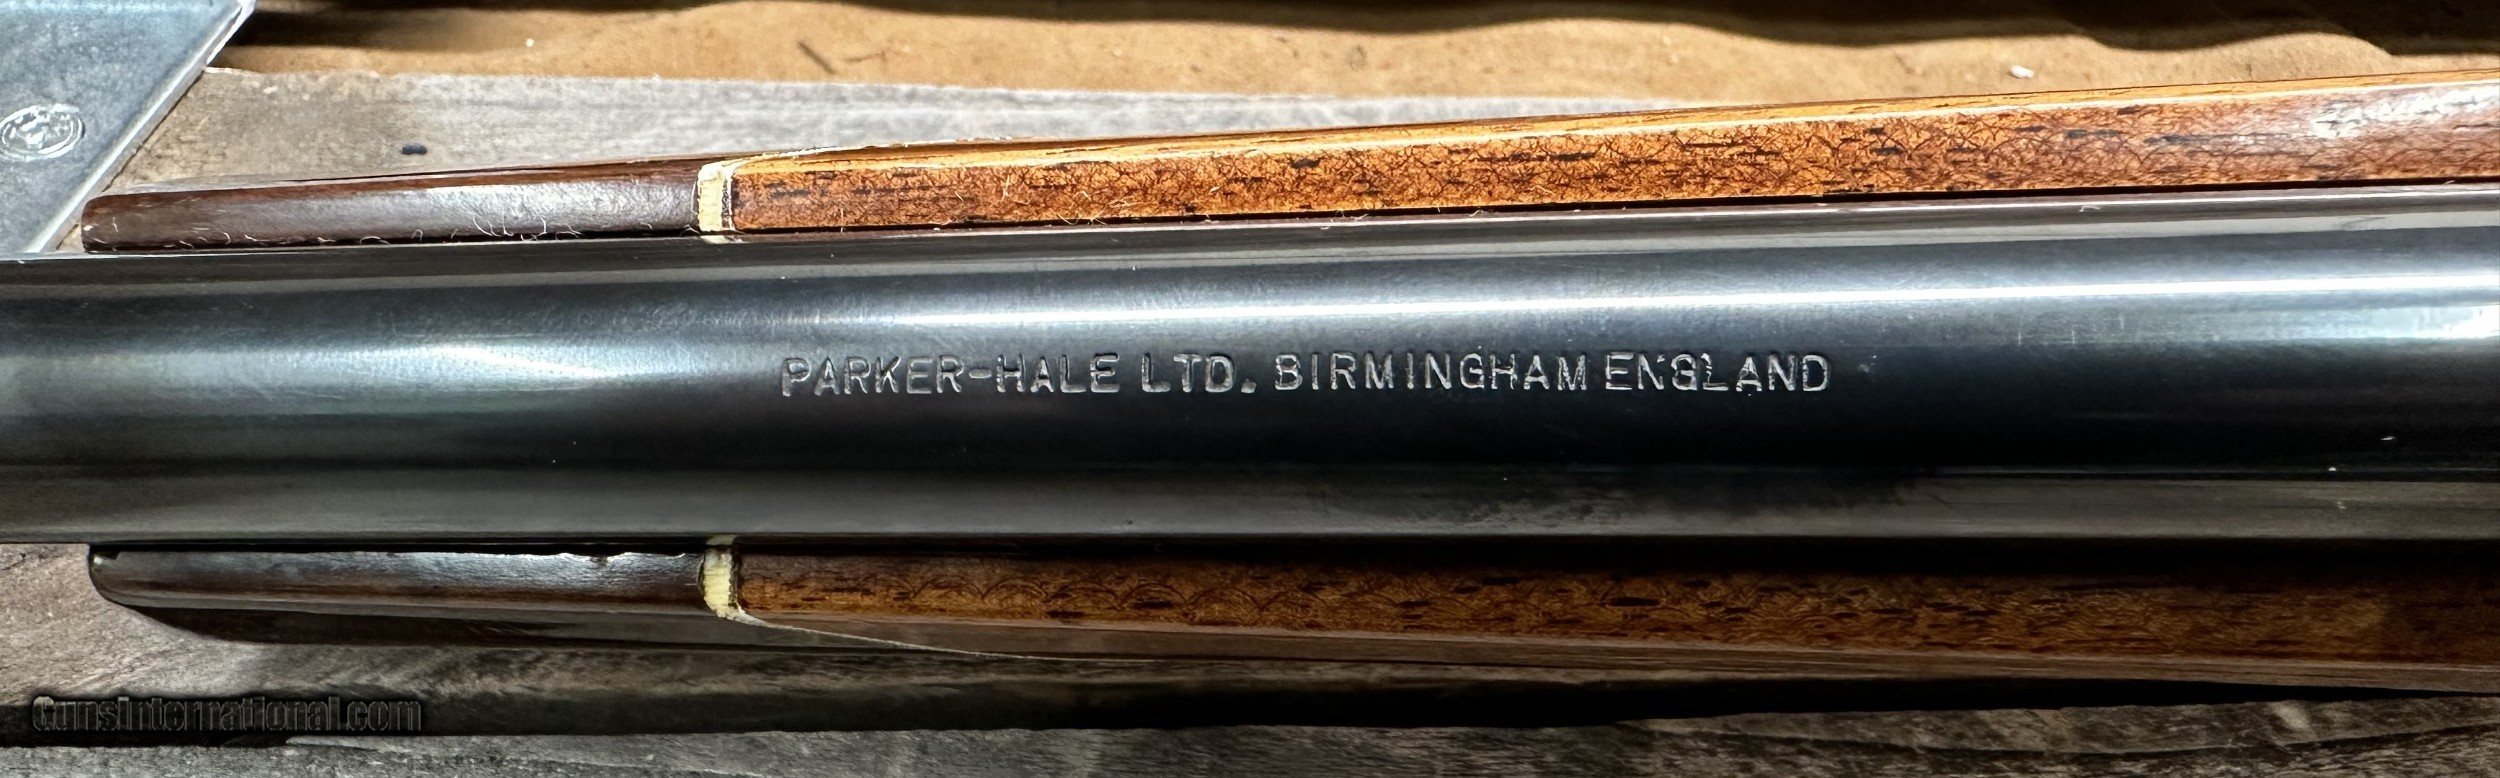 PARKER-HALE LTD. BIRMINGHAM ENGLAND
GunsInternational.com